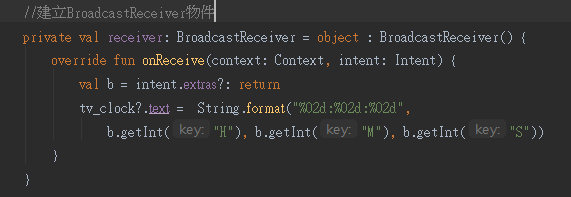 //建立BroadcastReceiver物件
private val receiver: BroadcastReceiver = object : BroadcastReceiver() {
override fun onReceive(context: Context, intent: Intent) {
val b = intent.extras?: return
tv_clock?.text = String.format("%02d:%02d:%02d",
b.getInt( key: "H"), b.getInt( key: "M"), b.getInt( key: "S"))
}
}